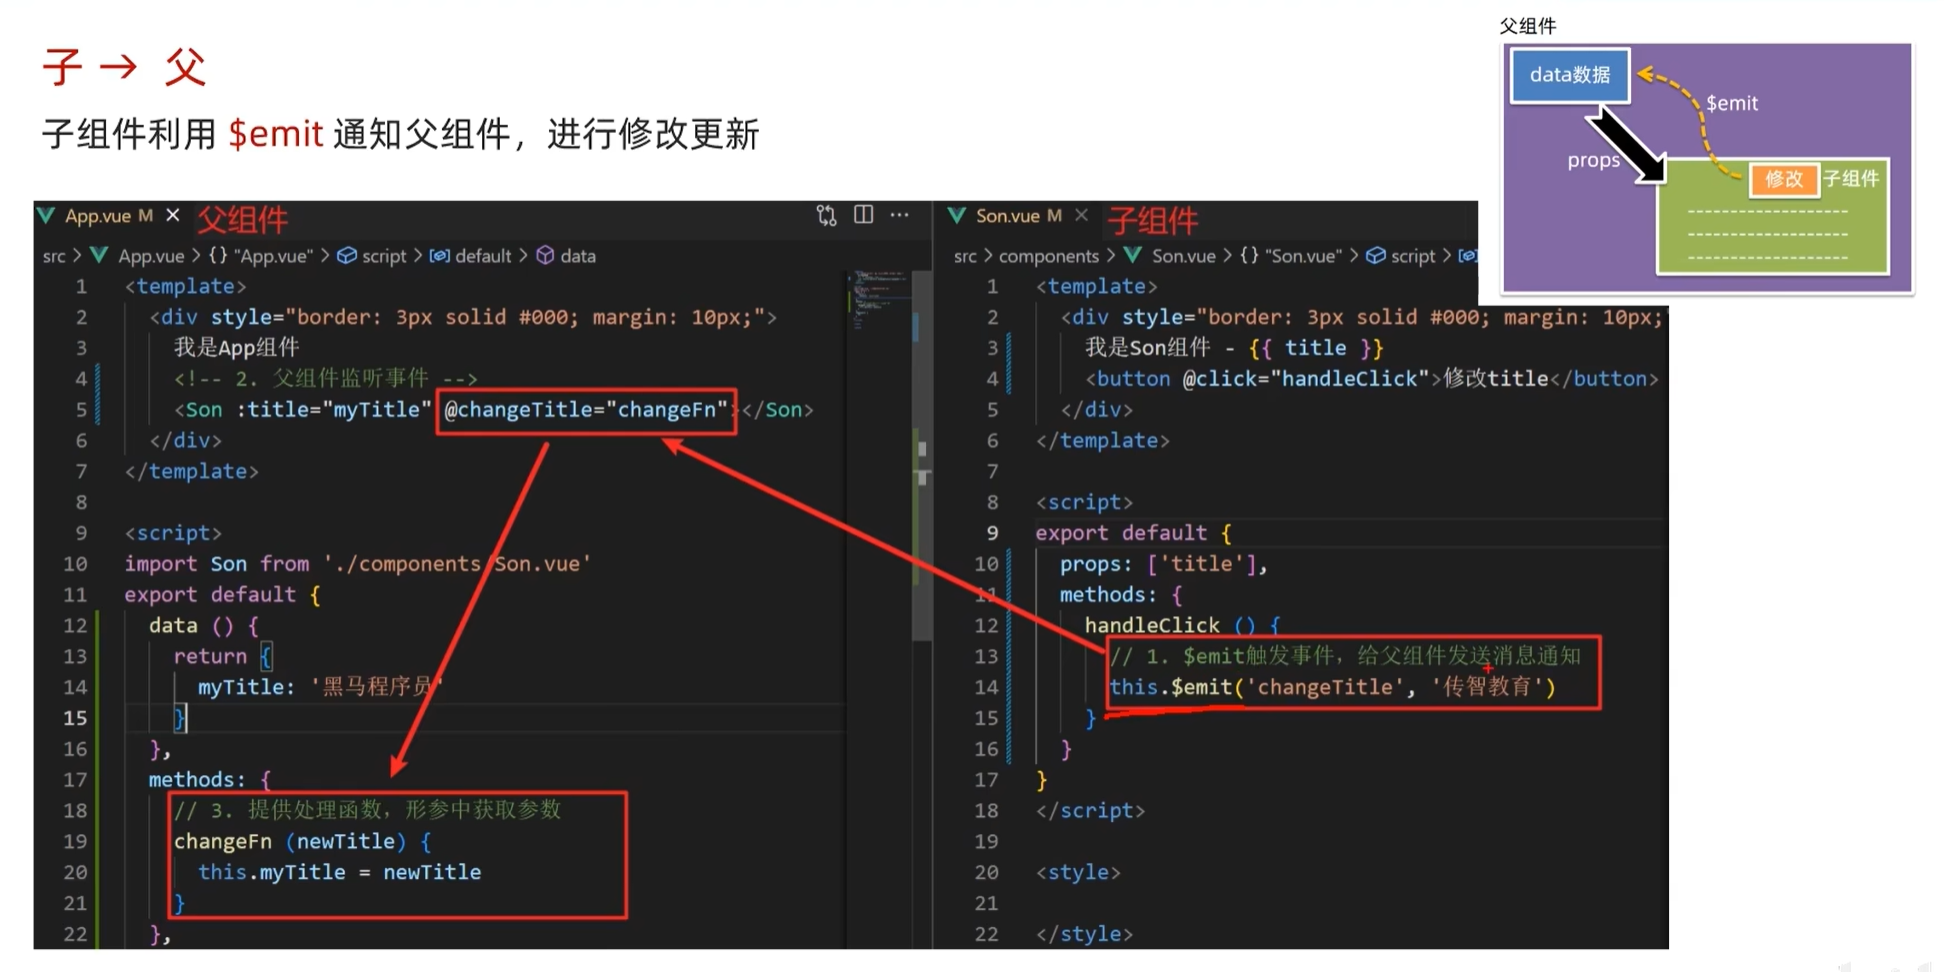 子 → 父
子组件利用 $emit 通知父组件，进行修改更新
父组件
data数据
$emit
props
修改 子组件
App.vue M × 父组件
src > App.vue > {} "App.vue" > script > default > data
1 <template>
2 <div style="border: 3px solid #000; margin: 10px;">
3 我是App组件
4 <!-- 2. 父组件监听事件 -->
5 <Son :title="myTitle" @changeTitle="changeFn"></Son>
6 </div>
7 </template>
8
9 <script>
10 import Son from './components/Son.vue'
11 export default {
12 data () {
13 return {
14 myTitle: '黑马程序员'
15 }
16 },
17 methods: {
18 // 3. 提供处理函数，形参中获取参数
19 changeFn (newTitle) {
20 this.myTitle = newTitle
21 }
22 },
Son.vue M × 子组件
src > components > Son.vue > {} "Son.vue" > script >
1 <template>
2 <div style="border: 3px solid #000; margin: 10px;
3 我是Son组件 - {{ title }}
4 <button @click="handleClick">修改title</button>
5 </div>
6 </template>
7
8 <script>
9 export default {
10 props: ['title'],
11 methods: {
12 handleClick () {
13 // 1. $emit触发事件，给父组件发送消息通知
14 this.$emit('changeTitle', '传智教育')
15 }
16 }
17 }
18 </script>
19
20 <style>
21
22 </style>